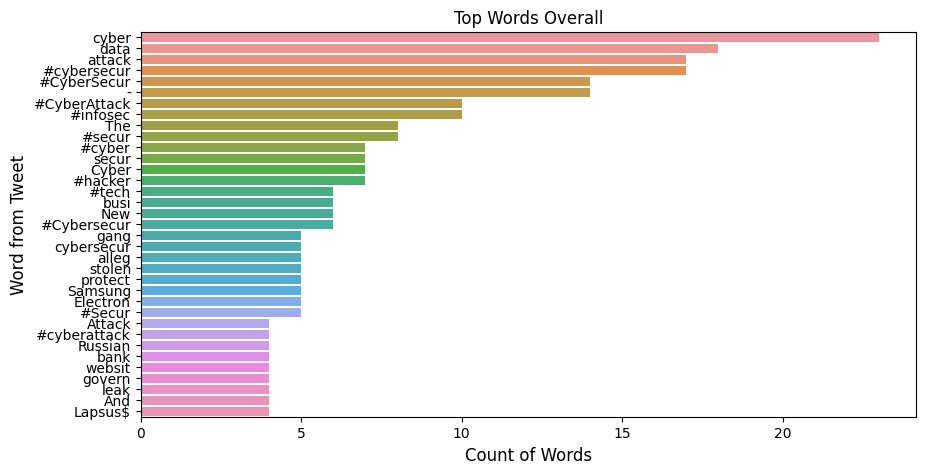 Top Words Overall
Word from Tweet
cyber
data
attack
#cybersecur
#CyberSecur
-
#CyberAttack
#infosec
The
#secur
#cyber
secur
Cyber
#hacker
#tech
busi
New
#Cybersecur
gang
cybersecur
alleg
stolen
protect
Samsung
Electron
#Secur
Attack
#cyberattack
Russian
bank
websit
govern
leak
And
Lapsus$
0 5 10 15 20
Count of Words